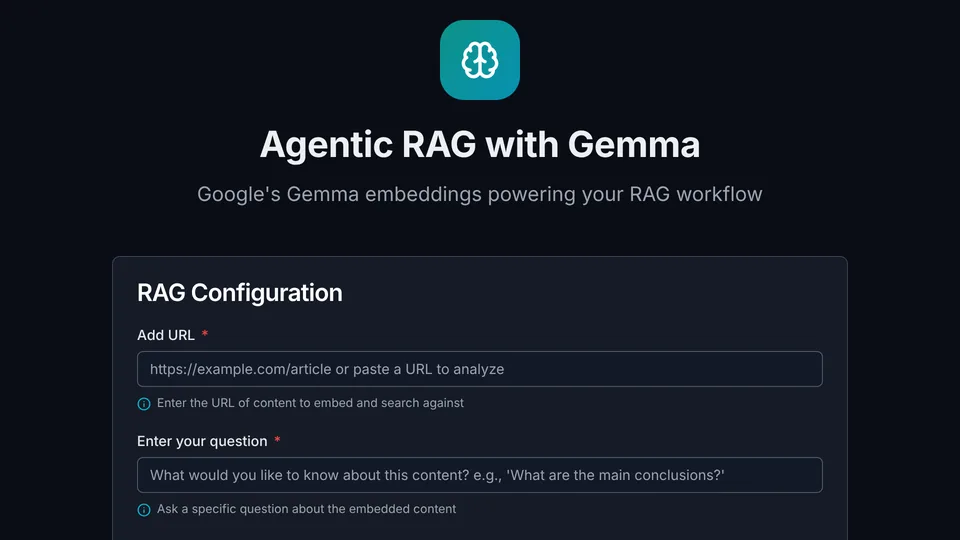 Agentic RAG with Gemma
Google's Gemma embeddings powering your RAG workflow
RAG Configuration
Add URL *
https://example.com/article or paste a URL to analyze
Enter the URL of content to embed and search against
Enter your question *
What would you like to know about this content? e.g., 'What are the main conclusions?'
Ask a specific question about the embedded content